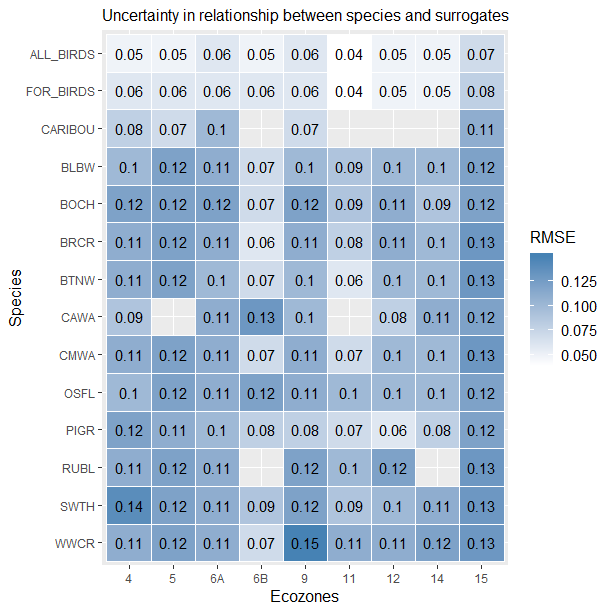 Uncertainty in relationship between species and surrogates
ALL_BIRDS 0.05 0.05 0.06 0.05 0.06 0.04 0.05 0.05 0.07
FOR_BIRDS 0.06 0.06 0.06 0.06 0.06 0.04 0.05 0.05 0.08
CARIBOU 0.08 0.07 0.1 0.07 0.11
BLBW 0.1 0.12 0.11 0.07 0.1 0.09 0.1 0.1 0.12
BOCH 0.12 0.12 0.12 0.07 0.12 0.09 0.11 0.09 0.12
BRCR 0.11 0.12 0.11 0.06 0.11 0.08 0.11 0.1 0.13
BTNW 0.11 0.12 0.1 0.07 0.1 0.06 0.1 0.1 0.13
CAWA 0.09 0.11 0.13 0.1 0.08 0.11 0.12
CMWA 0.11 0.12 0.11 0.07 0.11 0.07 0.1 0.1 0.13
OSFL 0.1 0.12 0.11 0.12 0.11 0.1 0.1 0.1 0.12
PIGR 0.12 0.11 0.1 0.08 0.08 0.07 0.06 0.08 0.12
RUBL 0.11 0.12 0.11 0.12 0.1 0.12 0.13
SWTH 0.14 0.12 0.11 0.09 0.12 0.09 0.1 0.11 0.13
WWCR 0.11 0.12 0.11 0.07 0.15 0.11 0.11 0.12 0.13
4 5 6A 6B 9 11 12 14 15
Ecozones
Species
RMSE
0.125
0.100
0.075
0.050